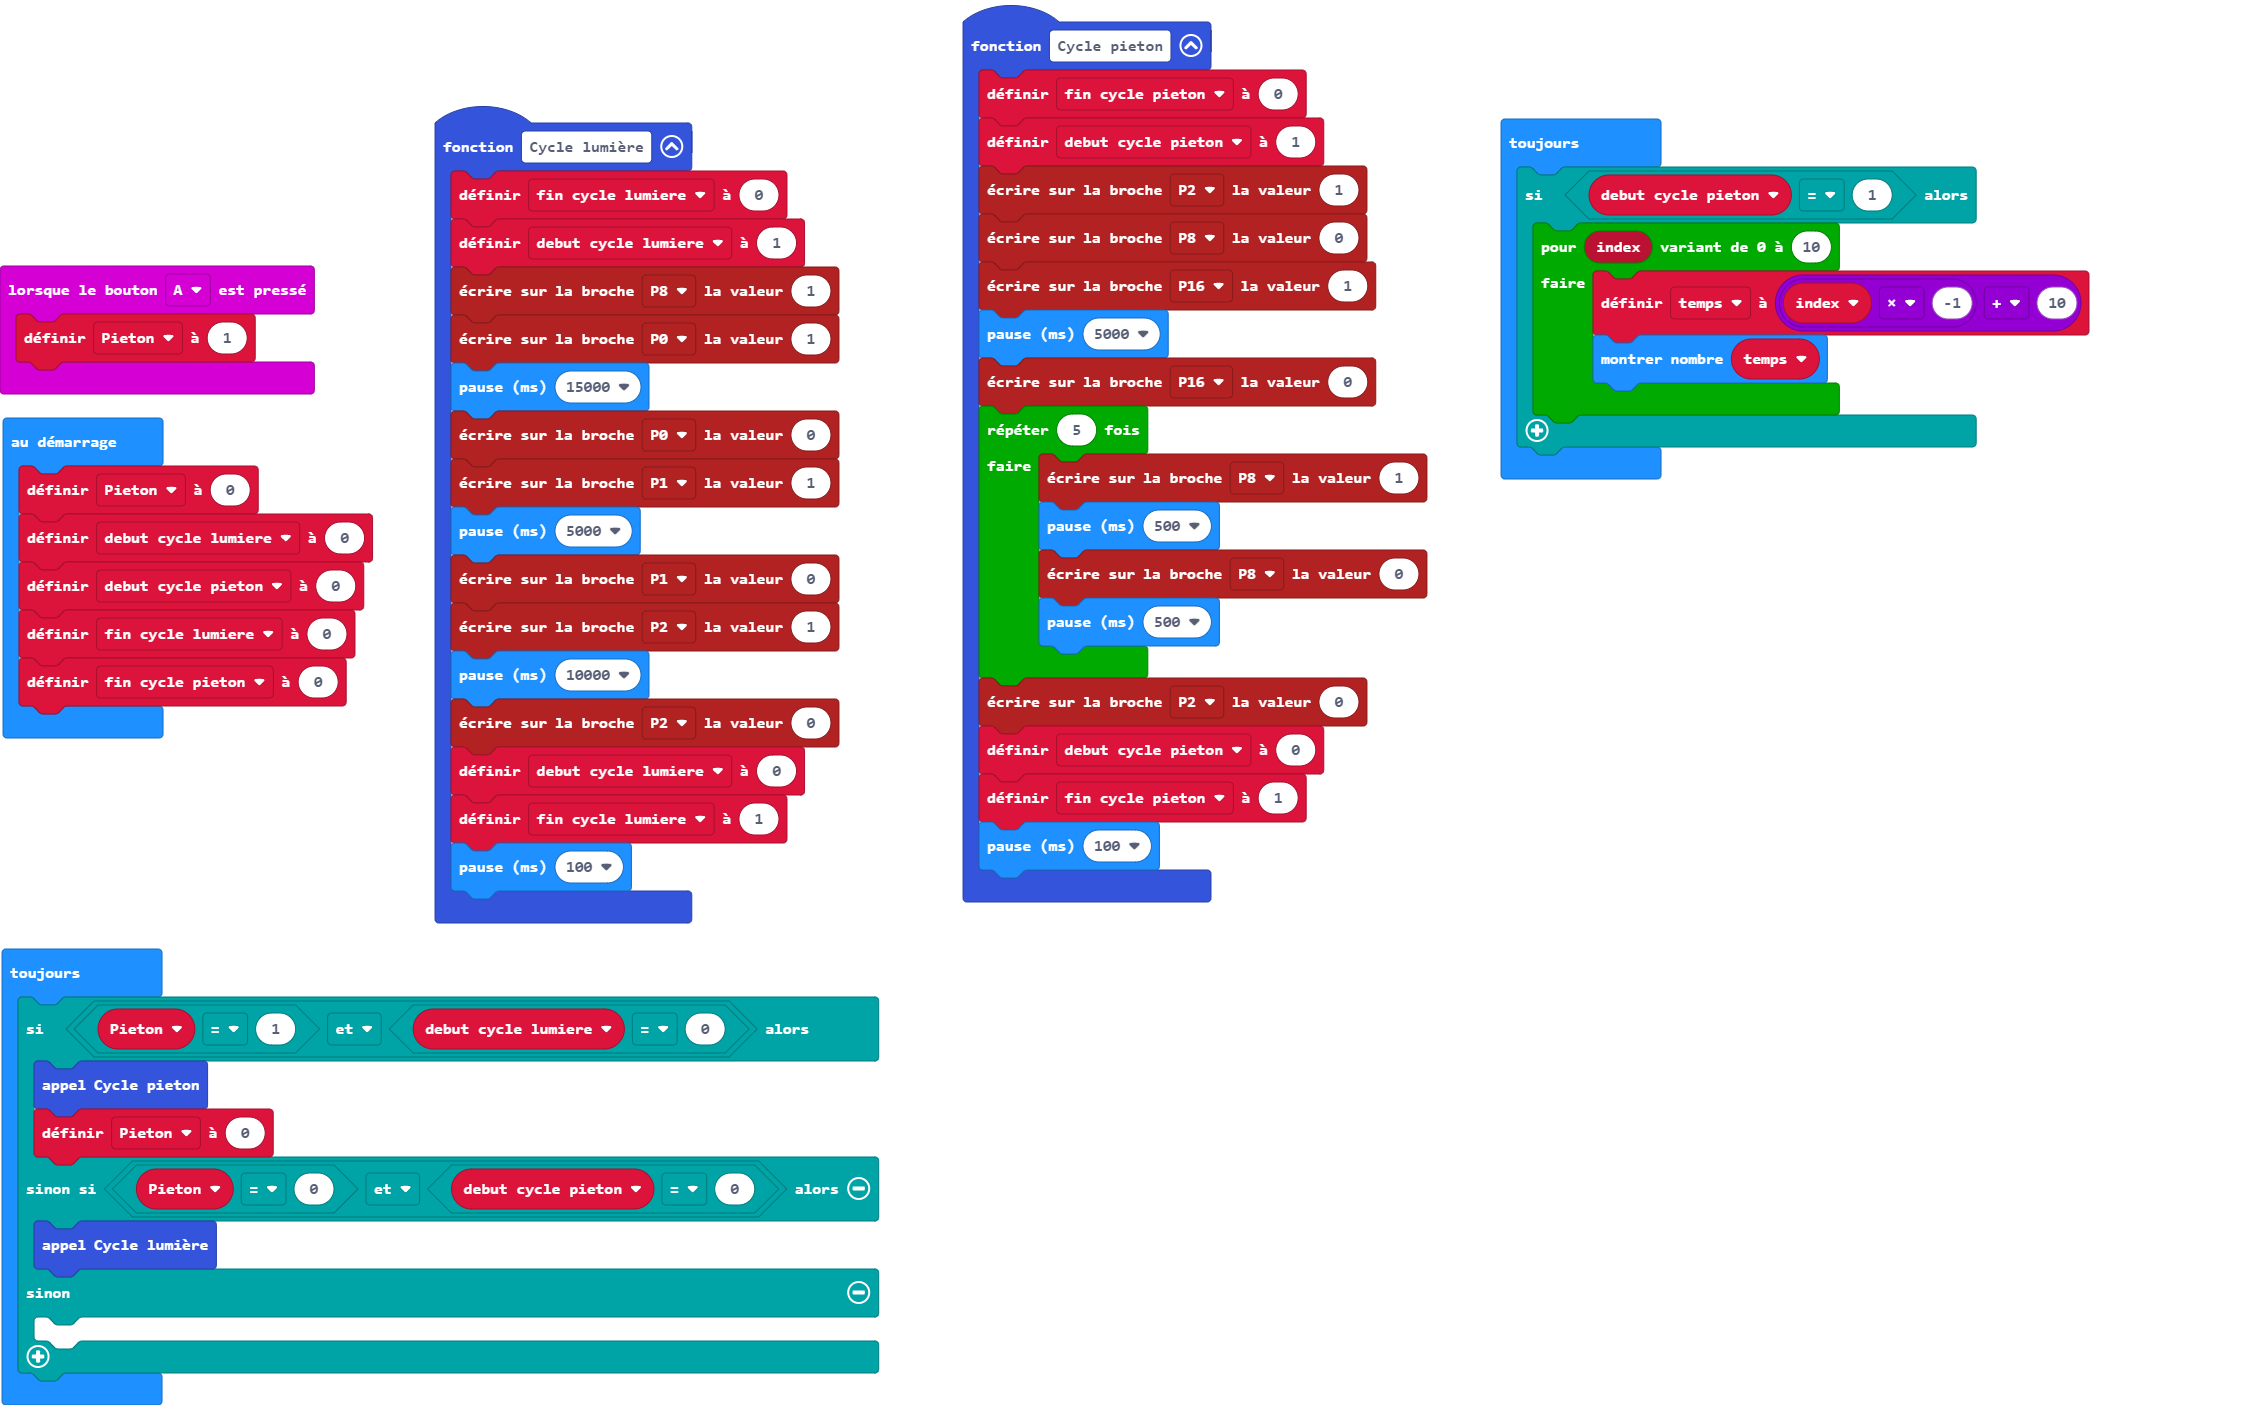 lorsque le bouton A est pressé
définir Pieton à 1
au démarrage
définir Pieton à 0
définir debut cycle lumiere à 0
définir debut cycle pieton à 0
définir fin cycle lumiere à 0
définir fin cycle pieton à 0
fonction Cycle lumière
définir fin cycle lumiere à 0
définir debut cycle lumiere à 1
écrire sur la broche P8 la valeur 1
écrire sur la broche P0 la valeur 1
pause (ms) 15000
écrire sur la broche P0 la valeur 0
écrire sur la broche P1 la valeur 1
pause (ms) 5000
écrire sur la broche P1 la valeur 0
écrire sur la broche P2 la valeur 1
pause (ms) 10000
écrire sur la broche P2 la valeur 0
définir debut cycle lumiere à 0
définir fin cycle lumiere à 1
pause (ms) 100
fonction Cycle pieton
définir fin cycle pieton à 0
définir debut cycle pieton à 1
écrire sur la broche P2 la valeur 1
écrire sur la broche P8 la valeur 0
écrire sur la broche P16 la valeur 1
pause (ms) 5000
écrire sur la broche P16 la valeur 0
répéter 5 fois
faire
écrire sur la broche P8 la valeur 1
pause (ms) 500
écrire sur la broche P8 la valeur 0
pause (ms) 500
écrire sur la broche P2 la valeur 0
définir debut cycle pieton à 0
définir fin cycle pieton à 1
pause (ms) 100
toujours
si debut cycle pieton = 1 alors
pour index variant de 0 à 10
faire
définir temps à index × -1 + 10
montrer nombre temps
toujours
si Pieton = 1 et debut cycle lumiere = 0 alors
appel Cycle pieton
définir Pieton à 0
sinon si Pieton = 0 et debut cycle pieton = 0 alors
appel Cycle lumière
sinon